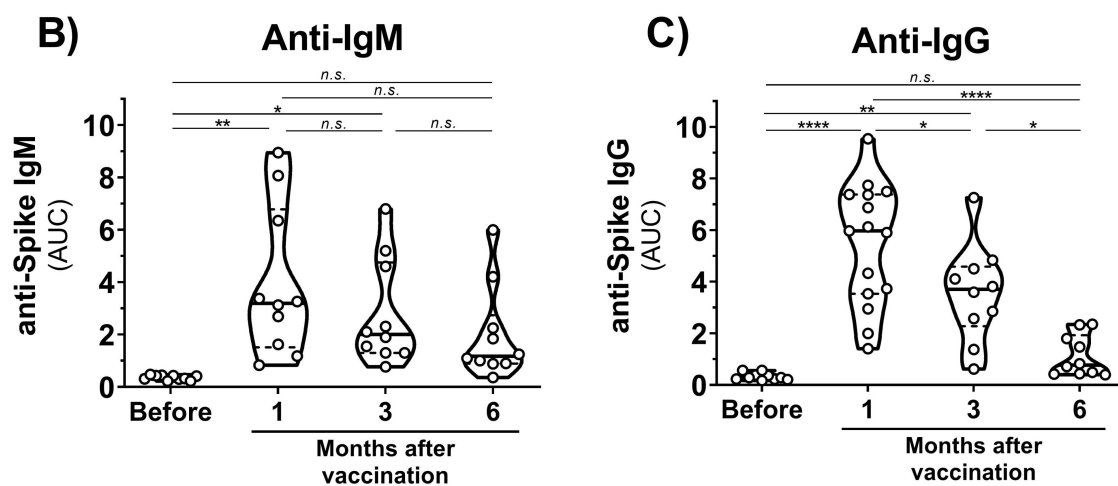 B)
Anti-IgM
n.s.
n.s.
*
** n.s. n.s.
anti-Spike IgM
(AUC)
10
8
6
4
2
0
Before 1 3 6
Months after
vaccination
C)
Anti-IgG
n.s.
****
**
**** * *
anti-Spike IgG
(AUC)
10
8
6
4
2
0
Before 1 3 6
Months after
vaccination